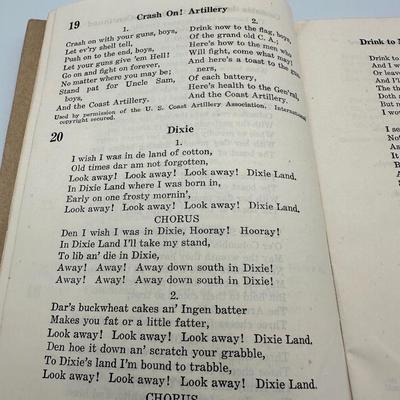 19 Crash On! Artillery
1.
Crash on with your guns, boys,
Let ev'ry shell tell,
Push on to the end, boys,
Let your guns give 'em Hell!
Go on and fight on forever,
No matter where you may be;
Stand pat for Uncle Sam, boys,
And the Coast Artillery.
2.
Drink now to the flag, boys,
Of the grand old C. A.;
Here's how to the men who
Will fight, come what may!
And here's a toast to the gunners,
Of each battery,
Here's health to the Gen'ral,
And the Coast Artillery.
Used by permission of the U. S. Coast Artillery Association. International
copyright secured.
20 Dixie
1.
I wish I was in de land of cotton,
Old times dar am not forgotten,
Look away! Look away! Look away! Dixie Land.
In Dixie Land where I was born in,
Early on one frosty mornin',
Look away! Look away! Look away! Dixie Land.
CHORUS
Den I wish I was in Dixie, Hooray! Hooray!
In Dixie Land I'll take my stand,
To lib an' die in Dixie,
Away! Away! Away down south in Dixie!
Away! Away! Away down south in Dixie!
2.
Dar's buckwheat cakes an' Ingen batter
Makes you fat or a little fatter,
Look away! Look away! Look away! Dixie Land.
Den hoe it down an' scratch your grabble,
To Dixie's land I'm bound to trabble,
Look away! Look away! Look away! Dixie Land.
CHORUS
Drink to
Drink
And I w
Or leave
And I'll
The th
Doth
But m
I
I sent
Not s
As
It
B